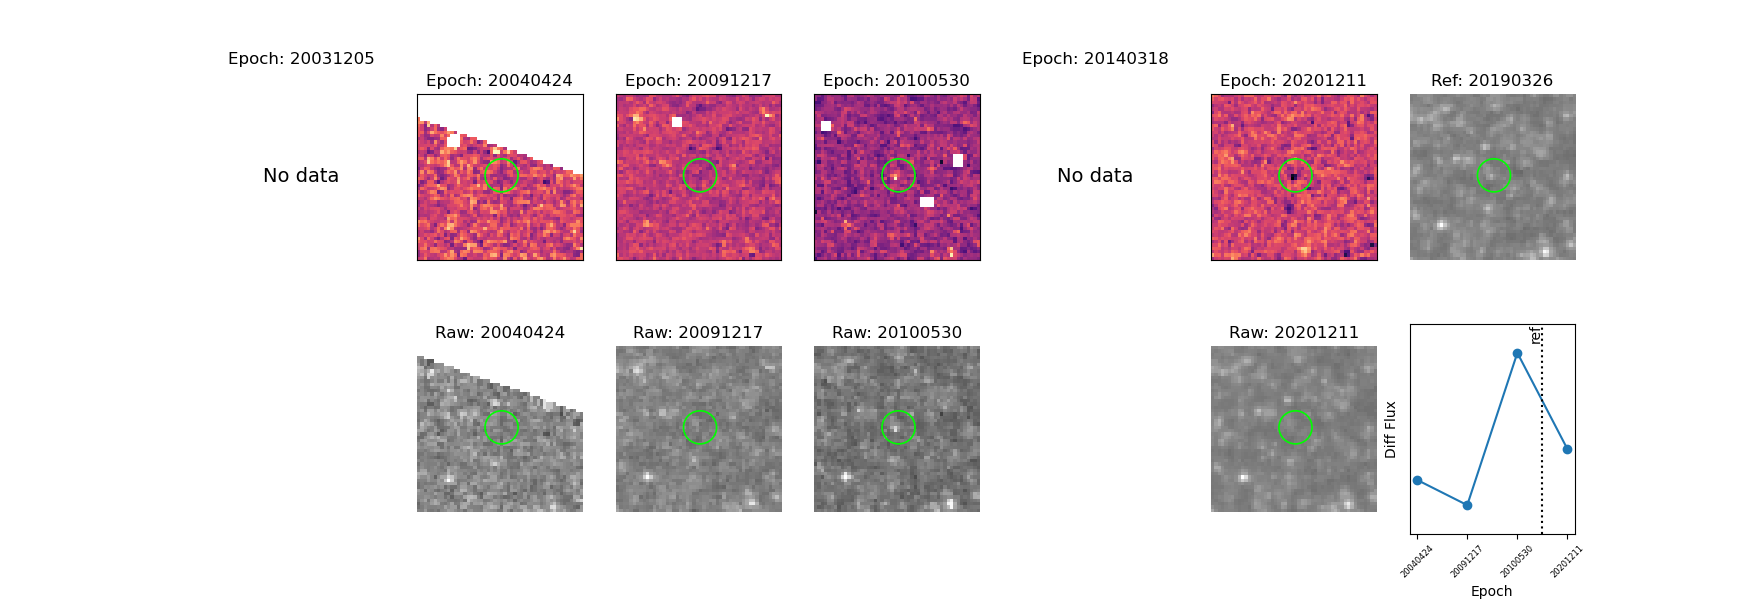 Epoch: 20031205
Epoch: 20140318
Epoch: 20040424
Epoch: 20091217
Epoch: 20100530
Epoch: 20201211
Ref: 20190326
No data
No data
Raw: 20040424
Raw: 20091217
Raw: 20100530
Raw: 20201211
ref
Diff Flux
20040424
20091217
20100530
20201211
Epoch